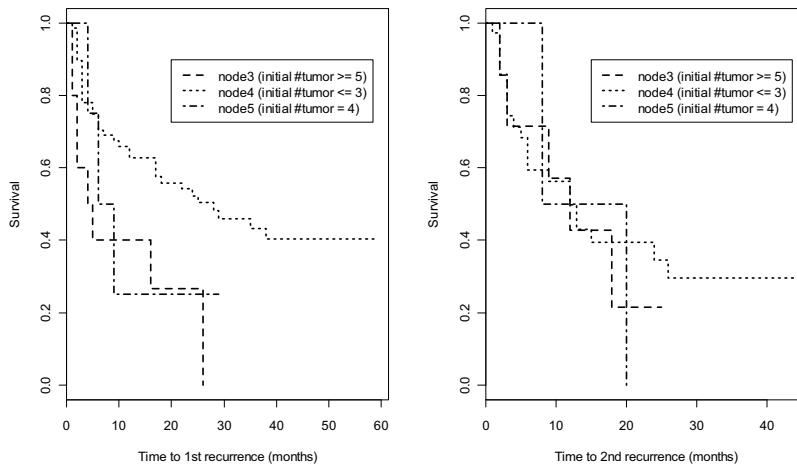 1.0
0.8
0.6
0.4
0.2
0.0
Survival
node3 (initial #tumor >= 5)
node4 (initial #tumor <= 3)
node5 (initial #tumor = 4)
0 10 20 30 40 50 60
Time to 1st recurrence (months)
1.0
0.8
0.6
0.4
0.2
0.0
Survival
node3 (initial #tumor >= 5)
node4 (initial #tumor <= 3)
node5 (initial #tumor = 4)
0 10 20 30 40
Time to 2nd recurrence (months)